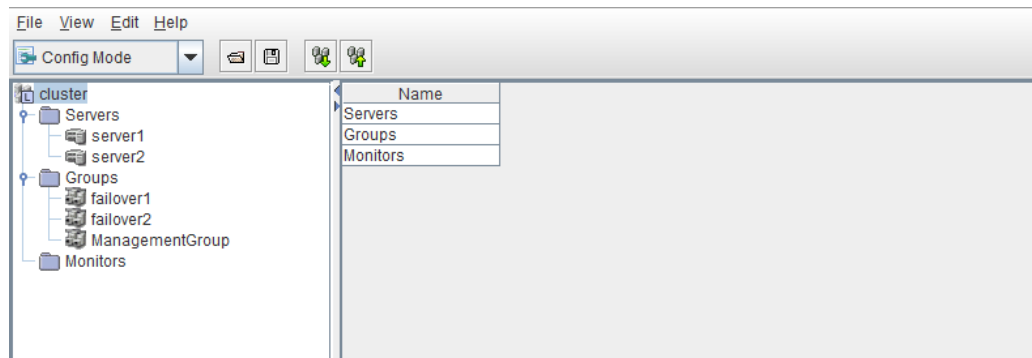 File View Edit Help
Config Mode
cluster
Servers
server1
server2
Groups
failover1
failover2
ManagementGroup
Monitors
Name
Servers
Groups
Monitors